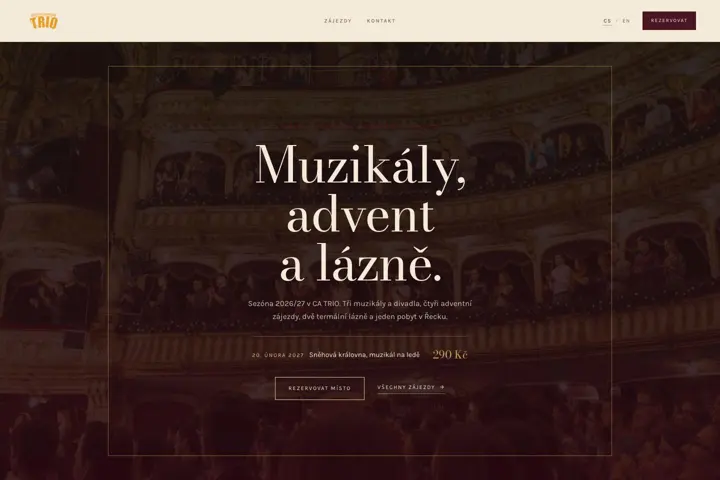 TRIO
ZÁJEZDY
KONTAKT
CS / EN
REZERVOVAT
Muzikály,
advent
a lázně.
Sezóna 2026/27 v CA TRIO. Tři muzikály a divadla, čtyři adventní
zájezdy, dvě termální lázně a jeden pobyt v Řecku.
20. ÚNORA 2027 Sněhová královna, muzikál na ledě 290 Kč
REZERVOVAT MÍSTO
VŠECHNY ZÁJEZDY →